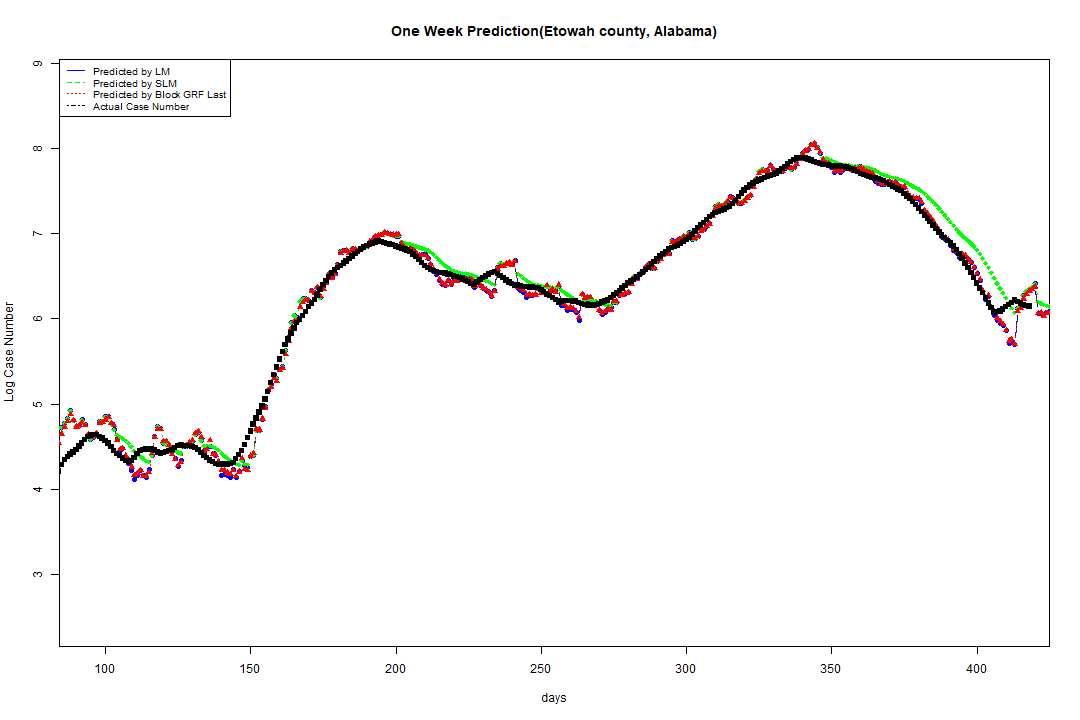 One Week Prediction(Etowah county, Alabama)
Predicted by LM
Predicted by SLM
Predicted by Block GRF Last
Actual Case Number
9
8
7
6
5
4
3
Log Case Number
100 150 200 250 300 350 400
days